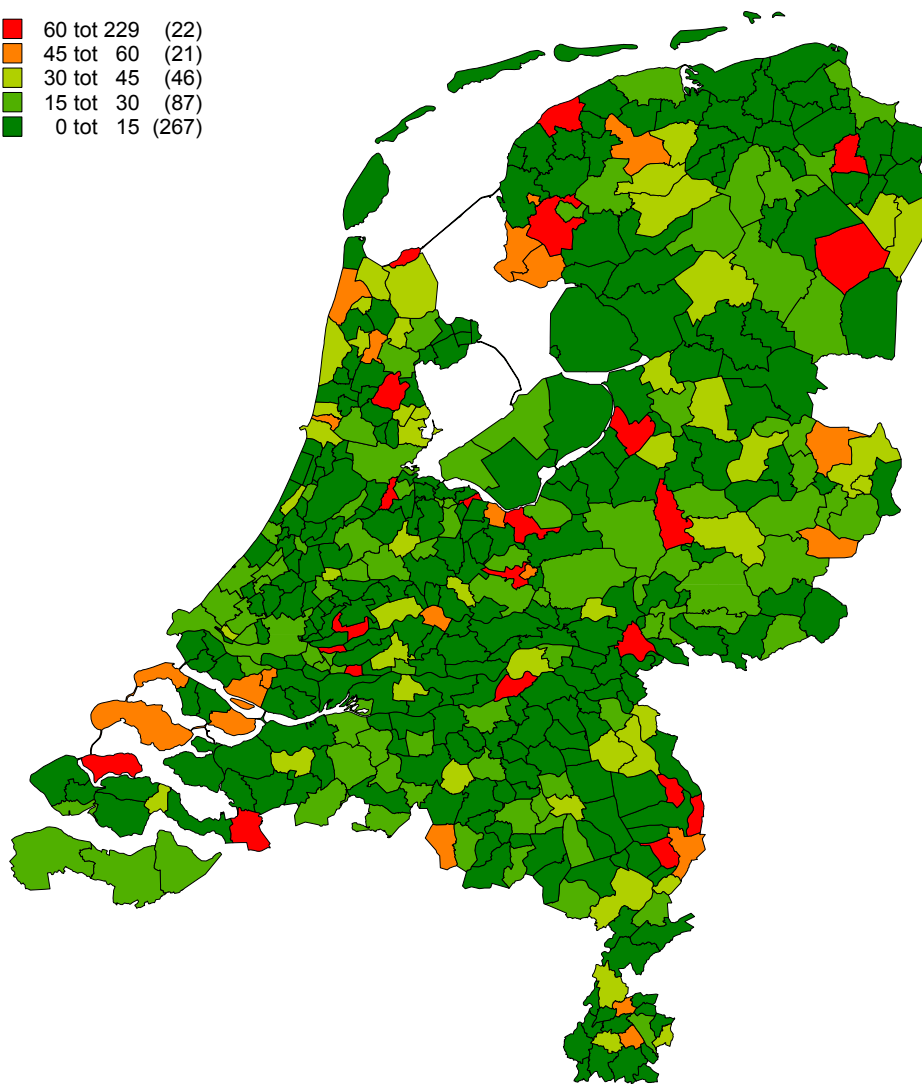 60 tot 229 (22)
45 tot 60 (21)
30 tot 45 (46)
15 tot 30 (87)
0 tot 15 (267)